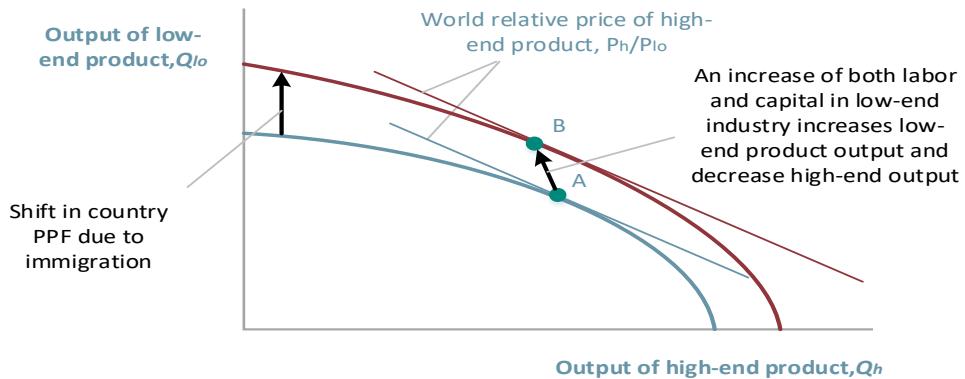 Output of low-
end product,Qlo
World relative price of high-
end product, Ph/Plo
An increase of both labor
and capital in low-end
industry increases low-
end product output and
decrease high-end output
B
A
Shift in country
PPF due to
immigration
Output of high-end product,Qh